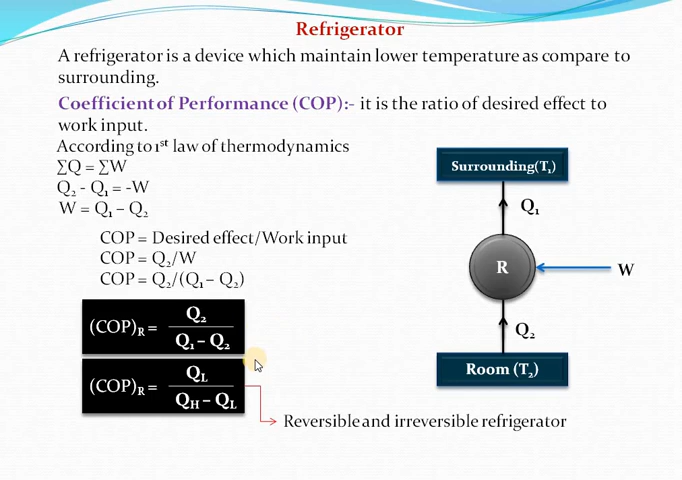 Refrigerator
A refrigerator is a device which maintain lower temperature as compare to
surrounding.
Coefficient of Performance (COP):- it is the ratio of desired effect to
work input.
According to 1st law of thermodynamics
∑Q = ∑W
Q₂ - Q₁ = -W
W = Q₁ – Q₂
COP = Desired effect/Work input
COP = Q₂/W
COP = Q₂/(Q₁ – Q₂)
(COP)R = Q₂
Q₁ – Q₂
(COP)R = QL
QH – QL
Reversible and irreversible refrigerator
Surrounding(T₁)
Q₁
R
W
Q₂
Room (T₂)